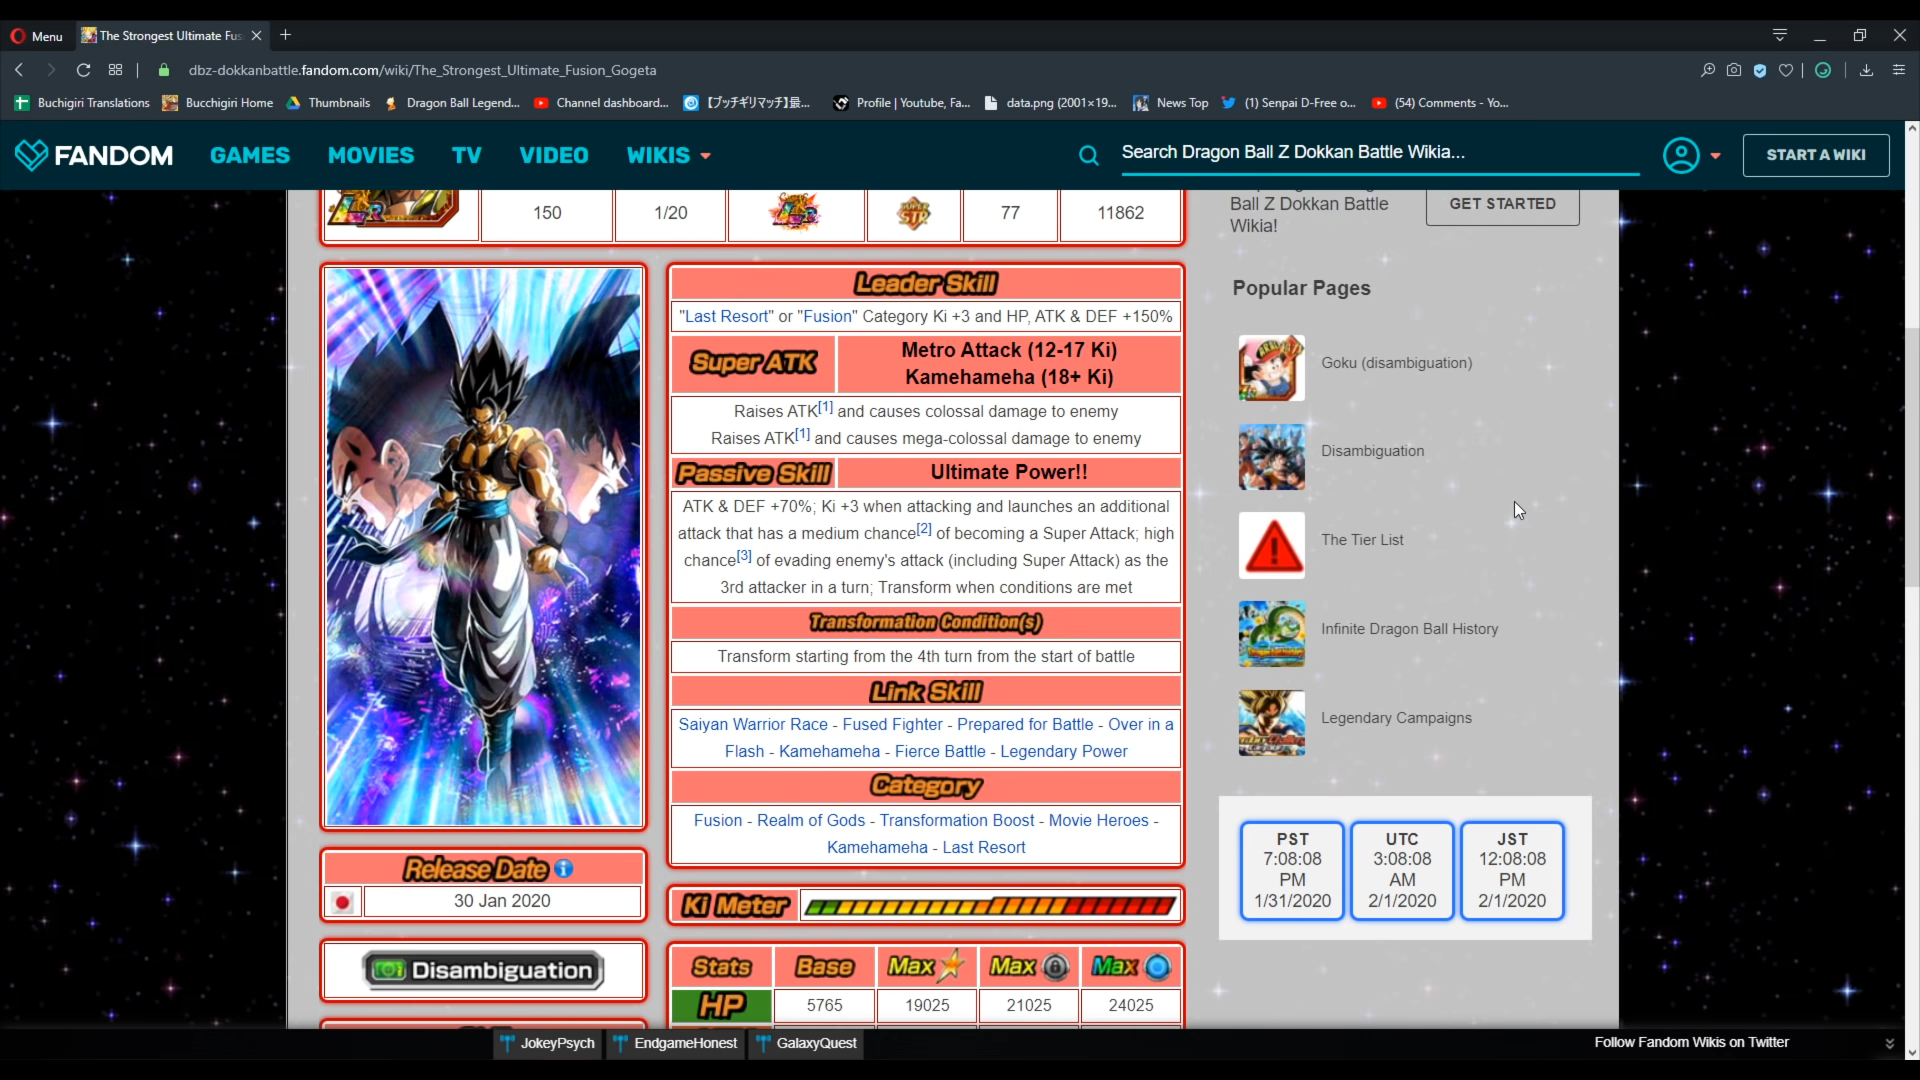 Menu
The Strongest Ultimate Fus
dbz-dokkanbattle.fandom.com/wiki/The_Strongest_Ultimate_Fusion_Gogeta
Buchigiri Translations
Bucchigiri Home
Thumbnails
Dragon Ball Legend...
Channel dashboard...
【ブッチギリマッチ】最...
Profile | Youtube, Fa...
data.png (2001×19...
News Top
(1) Senpai D-Free o...
(54) Comments - Yo...
FANDOM
GAMES
MOVIES
TV
VIDEO
WIKIS
Search Dragon Ball Z Dokkan Battle Wikia...
START A WIKI
LR
150
1/20
77
11862
Ball Z Dokkan Battle
Wikia!
GET STARTED
Leader Skill
"Last Resort" or "Fusion" Category Ki +3 and HP, ATK & DEF +150%
Super ATK
Metro Attack (12-17 Ki)
Kamehameha (18+ Ki)
Raises ATK[1] and causes colossal damage to enemy
Raises ATK[1] and causes mega-colossal damage to enemy
Passive Skill
Ultimate Power!!
ATK & DEF +70%; Ki +3 when attacking and launches an additional
attack that has a medium chance[2] of becoming a Super Attack; high
chance[3] of evading enemy's attack (including Super Attack) as the
3rd attacker in a turn; Transform when conditions are met
Transformation Condition(s)
Transform starting from the 4th turn from the start of battle
Link Skill
Saiyan Warrior Race - Fused Fighter - Prepared for Battle - Over in a
Flash - Kamehameha - Fierce Battle - Legendary Power
Category
Fusion - Realm of Gods - Transformation Boost - Movie Heroes -
Kamehameha - Last Resort
Release Date
30 Jan 2020
Disambiguation
Ki Meter
Stats
Base
Max
Max
Max
HP
5765
19025
21025
24025
Popular Pages
Goku (disambiguation)
Disambiguation
The Tier List
Infinite Dragon Ball History
Legendary Campaigns
PST
7:08:08
PM
1/31/2020
UTC
3:08:08
AM
2/1/2020
JST
12:08:08
PM
2/1/2020
JokeyPsych
EndgameHonest
GalaxyQuest
Follow Fandom Wikis on Twitter